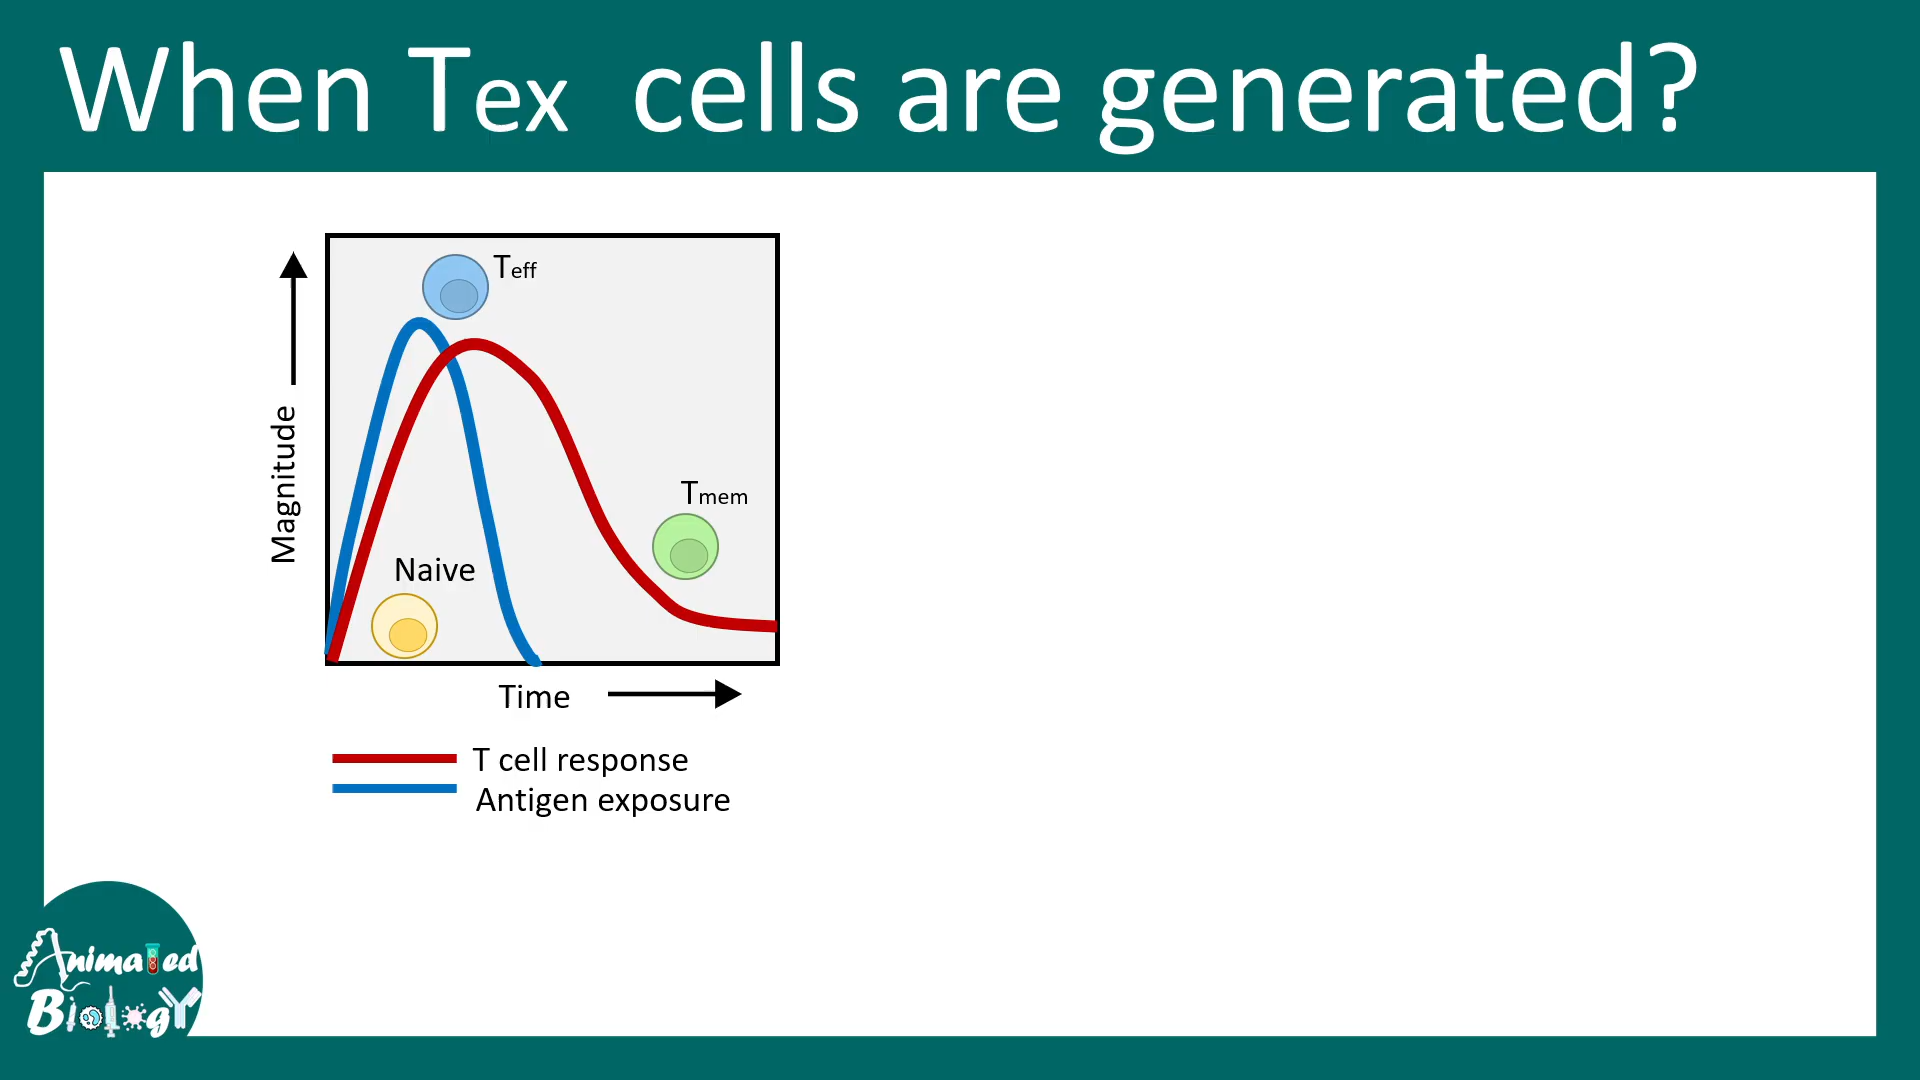 When Tex cells are generated?
Teff
Tmem
Naive
Magnitude
Time
T cell response
Antigen exposure
Animated
Biology